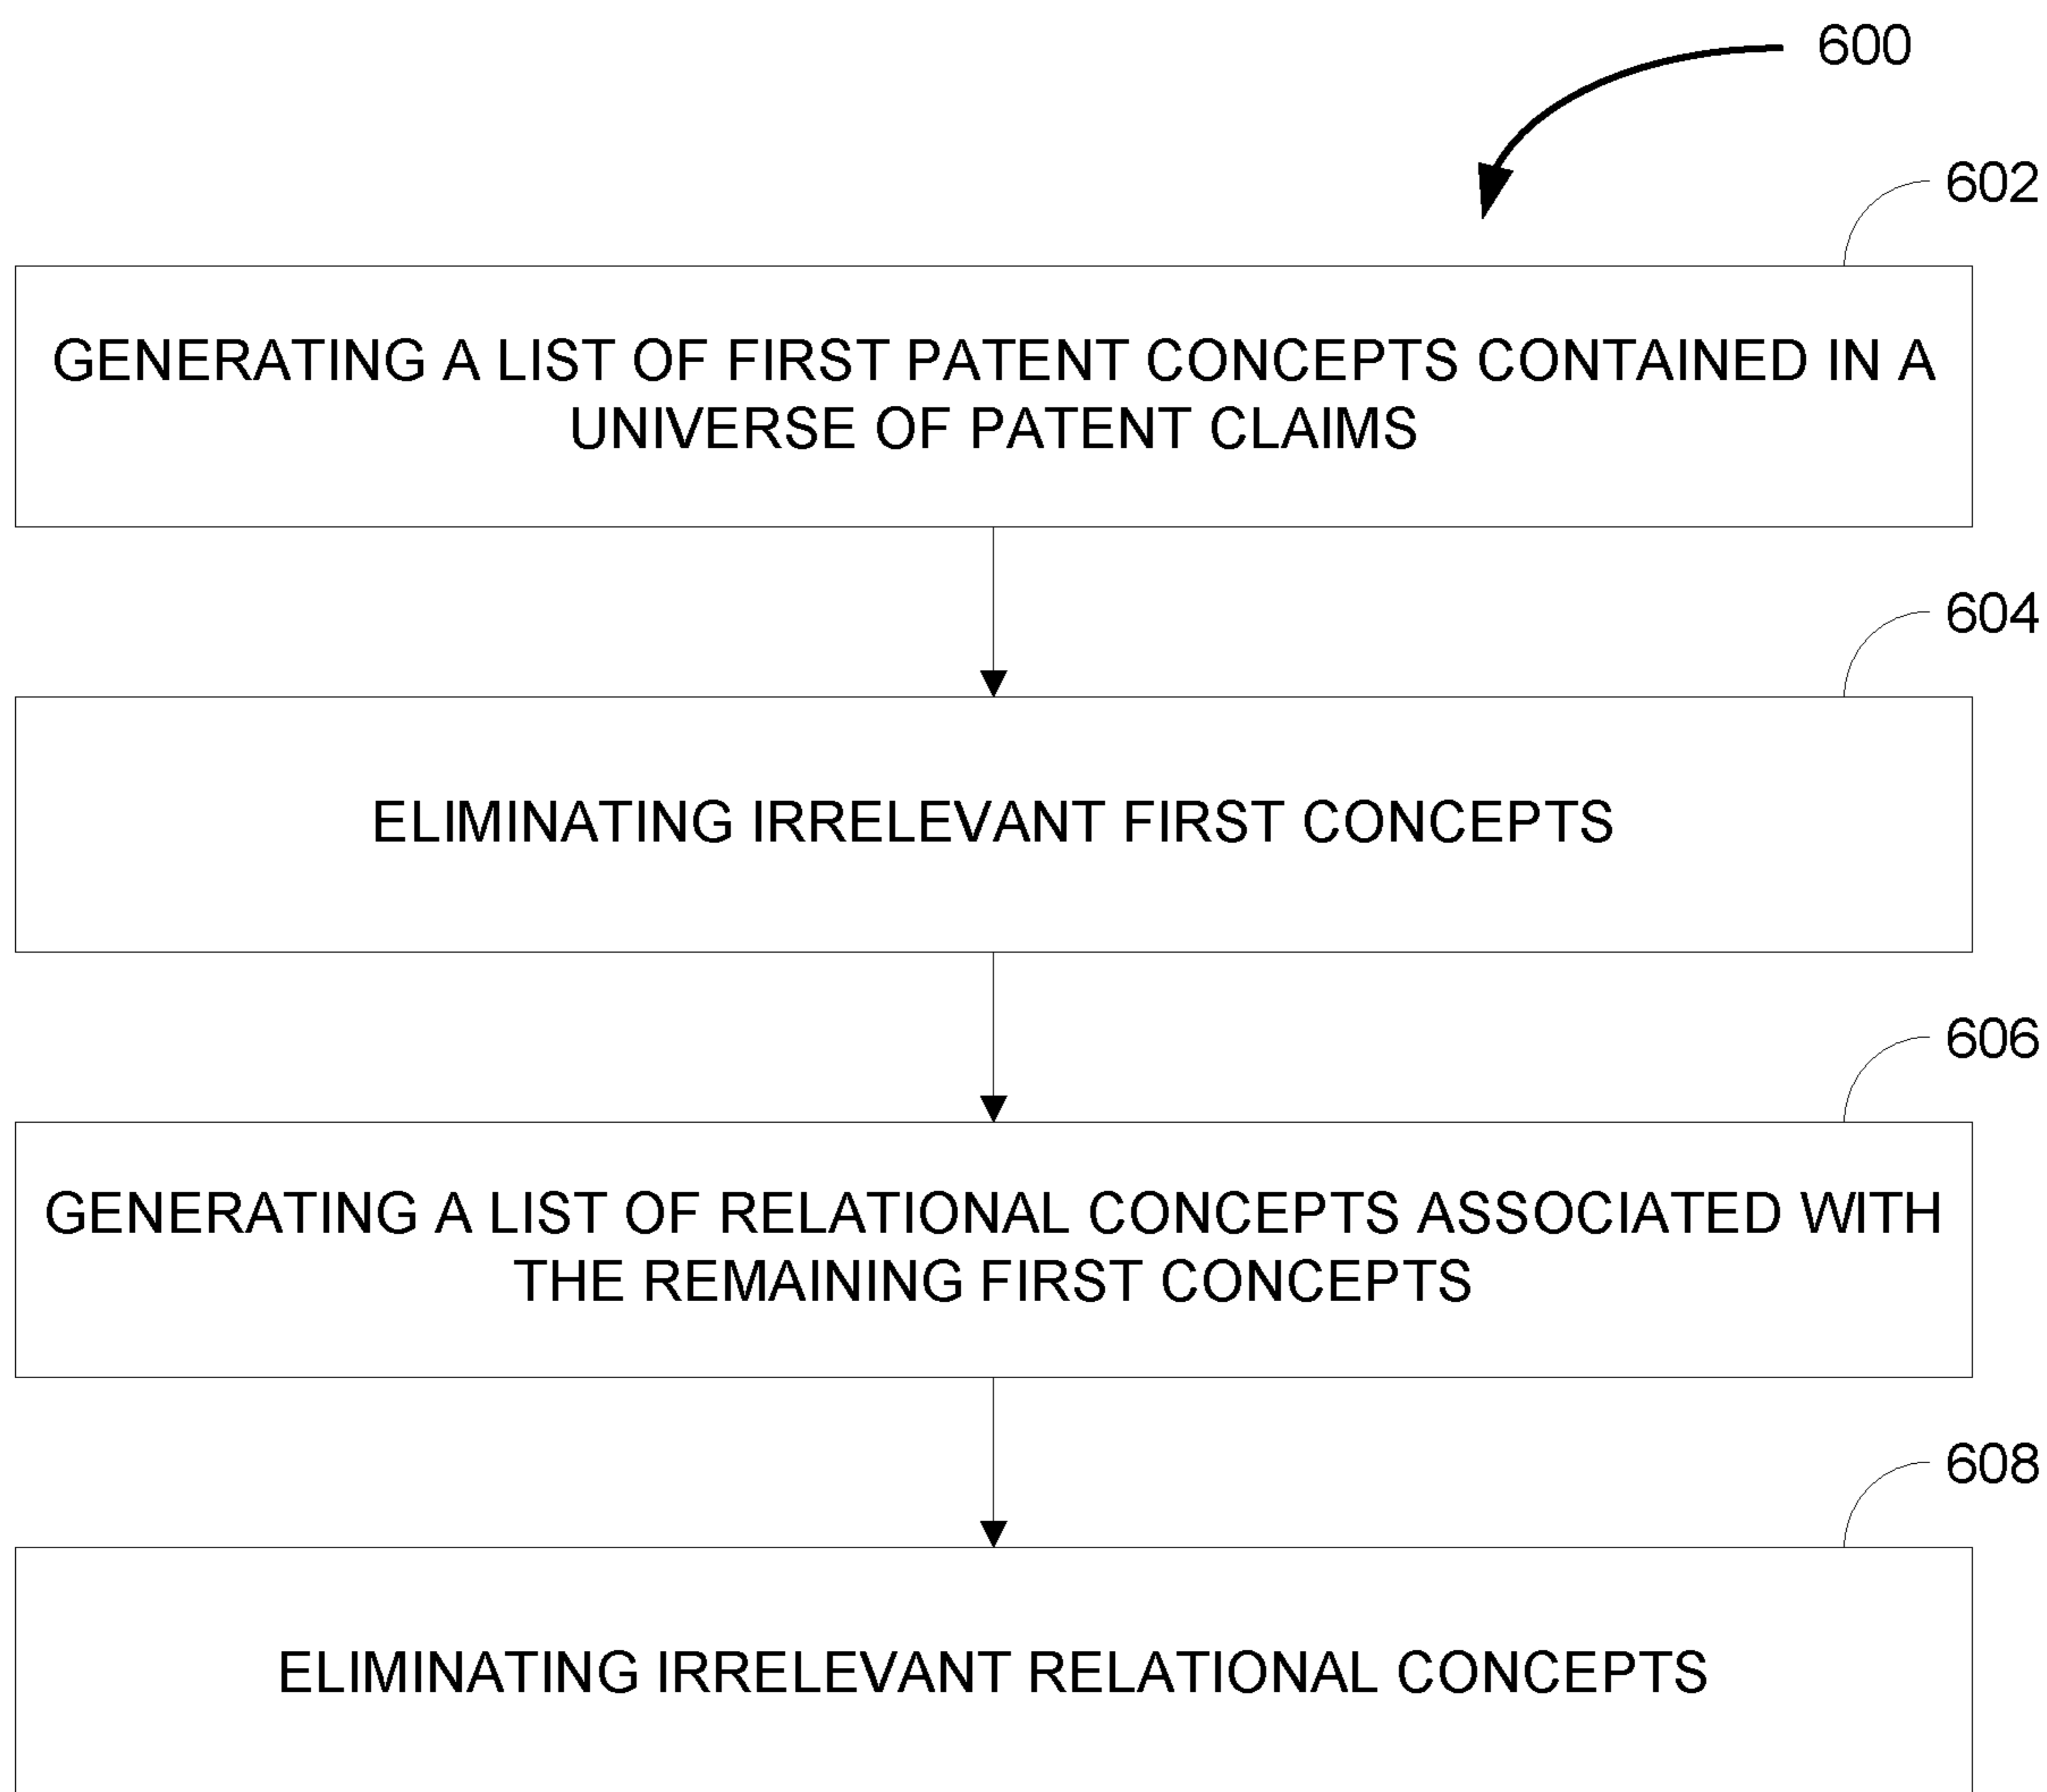 600
602
GENERATING A LIST OF FIRST PATENT CONCEPTS CONTAINED IN A
UNIVERSE OF PATENT CLAIMS
604
ELIMINATING IRRELEVANT FIRST CONCEPTS
606
GENERATING A LIST OF RELATIONAL CONCEPTS ASSOCIATED WITH
THE REMAINING FIRST CONCEPTS
608
ELIMINATING IRRELEVANT RELATIONAL CONCEPTS